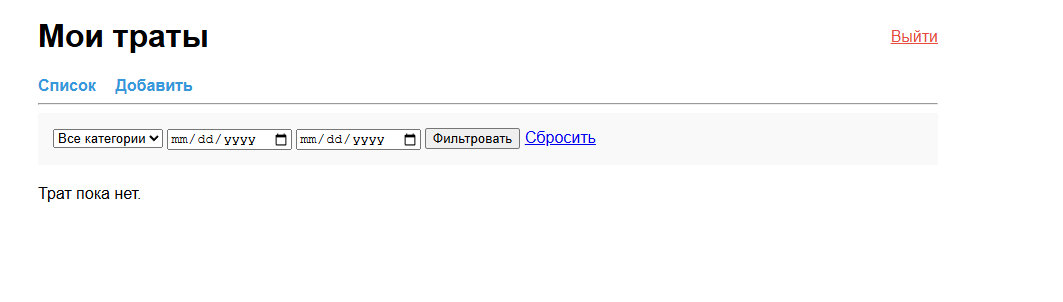 Мои траты
Выйти
Список Добавить
Все категории mm/dd/yyyy mm/dd/yyyy Фильтровать Сбросить
Трат пока нет.